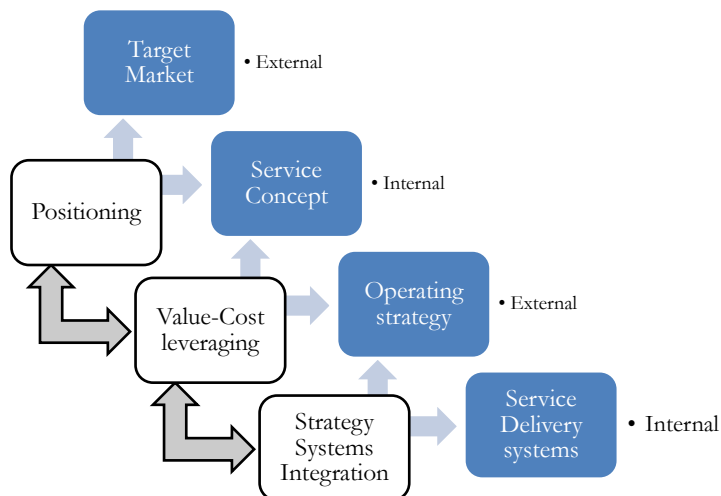 Target
Market
• External
Positioning
Service
Concept
• Internal
Value-Cost
leveraging
Operating
strategy
• External
Strategy
Systems
Integration
Service
Delivery
systems
• Internal